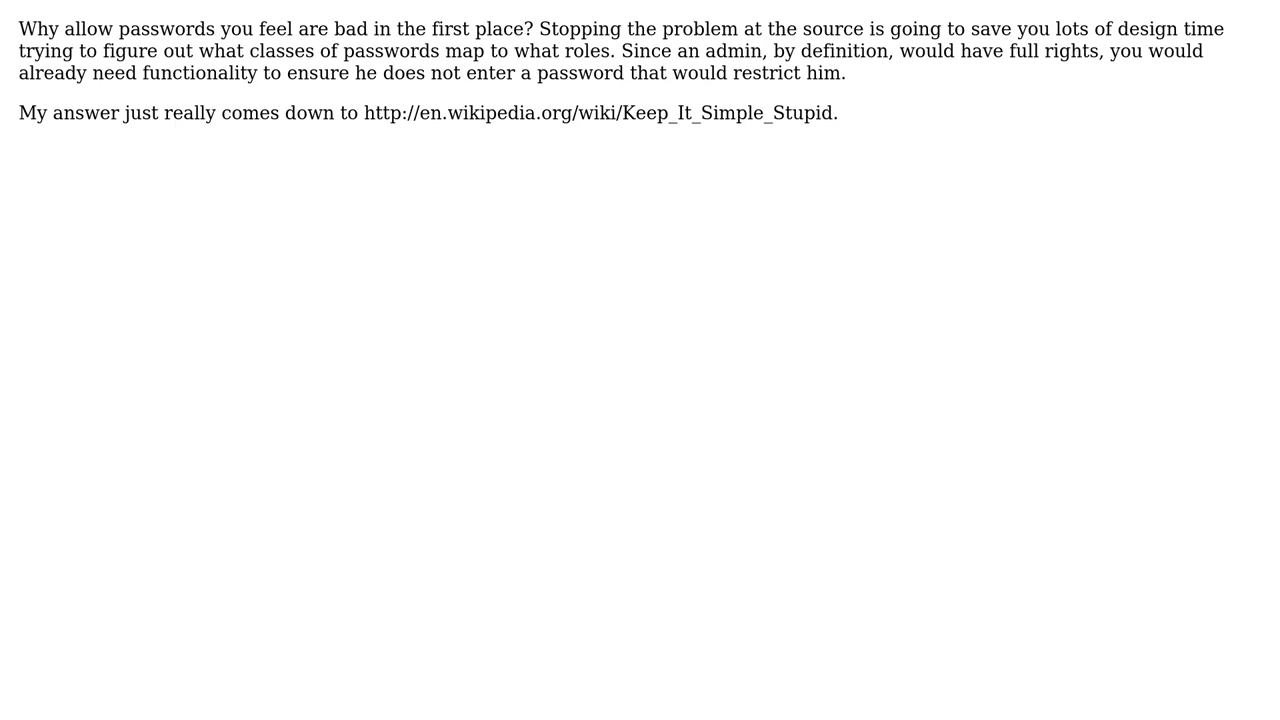 Why allow passwords you feel are bad in the first place? Stopping the problem at the source is going to save you lots of design time
trying to figure out what classes of passwords map to what roles. Since an admin, by definition, would have full rights, you would
already need functionality to ensure he does not enter a password that would restrict him.
My answer just really comes down to http://en.wikipedia.org/wiki/Keep_It_Simple_Stupid.